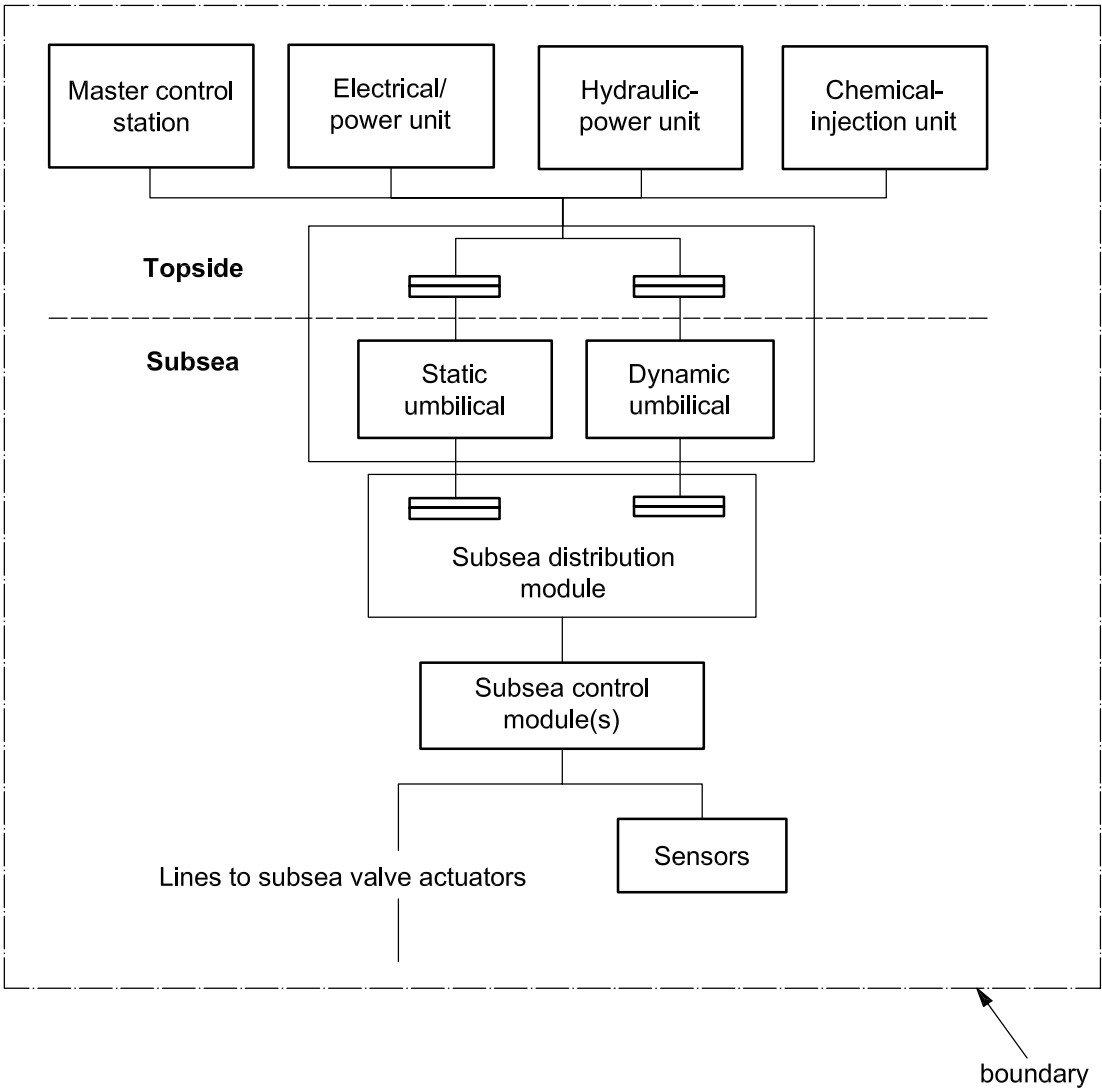 Master control
station
Electrical/
power unit
Hydraulic-
power unit
Chemical-
injection unit
Topside
Subsea
Static
umbilical
Dynamic
umbilical
Subsea distribution
module
Subsea control
module(s)
Sensors
Lines to subsea valve actuators
boundary